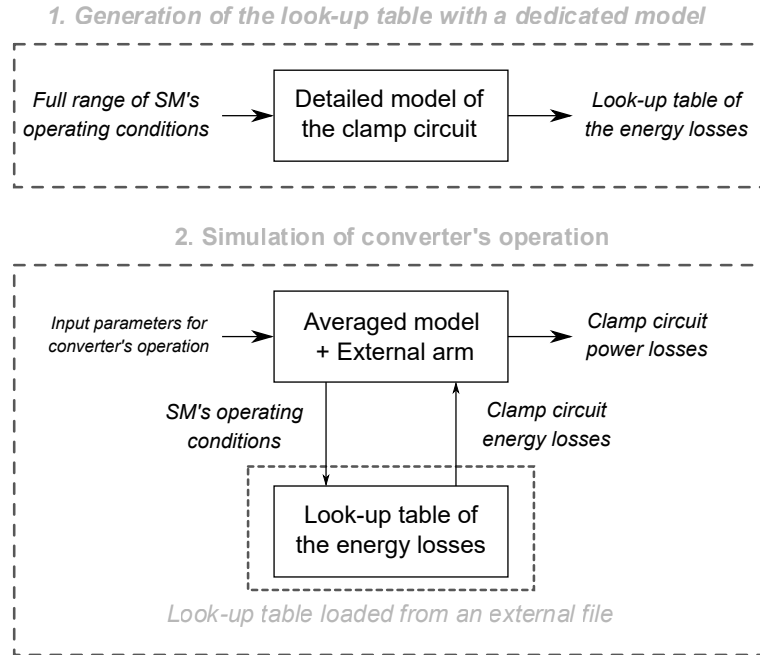 1. Generation of the look-up table with a dedicated model
Full range of SM's
operating conditions
Detailed model of
the clamp circuit
Look-up table of
the energy losses
2. Simulation of converter's operation
Input parameters for
converter's operation
Averaged model
+ External arm
Clamp circuit
power losses
SM's operating
conditions
Clamp circuit
energy losses
Look-up table of
the energy losses
Look-up table loaded from an external file